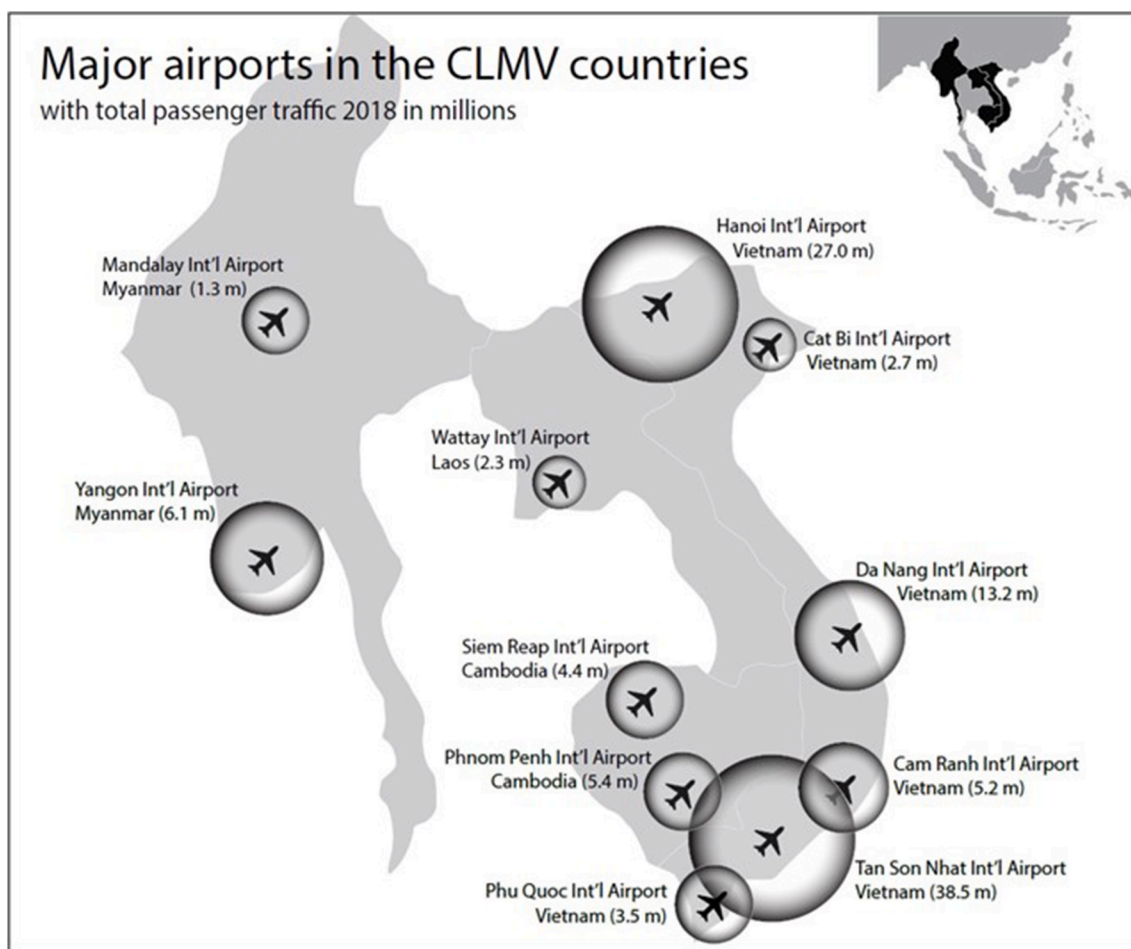 Major airports in the CLMV countries
with total passenger traffic 2018 in millions
Hanoi Int'l Airport
Vietnam (27.0 m)
Mandalay Int'l Airport
Myanmar (1.3 m)
Cat Bi Int'l Airport
Vietnam (2.7 m)
Wattay Int'l Airport
Laos (2.3 m)
Yangon Int'l Airport
Myanmar (6.1 m)
Da Nang Int'l Airport
Vietnam (13.2 m)
Siem Reap Int'l Airport
Cambodia (4.4 m)
Phnom Penh Int'l Airport
Cambodia (5.4 m)
Cam Ranh Int'l Airport
Vietnam (5.2 m)
Tan Son Nhat Int'l Airport
Vietnam (38.5 m)
Phu Quoc Int'l Airport
Vietnam (3.5 m)